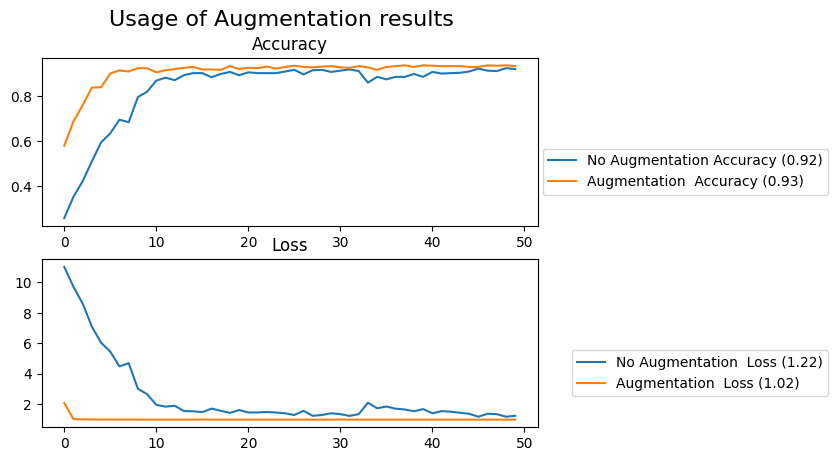 Usage of Augmentation results
Accuracy
0.8
0.6
0.4
0 10 20 30 40 50
No Augmentation Accuracy (0.92)
Augmentation  Accuracy (0.93)
Loss
10
8
6
4
2
0 10 20 30 40 50
No Augmentation  Loss (1.22)
Augmentation  Loss (1.02)